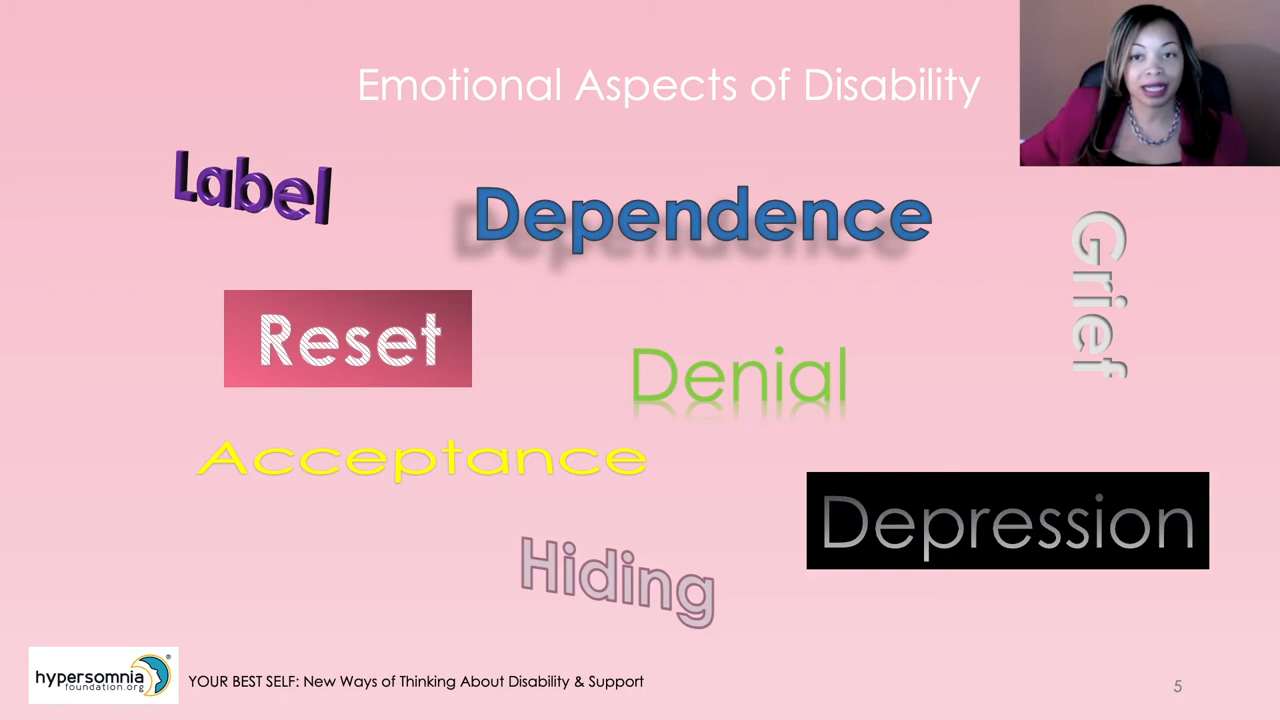 Emotional Aspects of Disability
Label
Dependence
Grief
Reset
Denial
Acceptance
Depression
Hiding
hypersomnia®
foundation.org
YOUR BEST SELF: New Ways of Thinking About Disability & Support
5